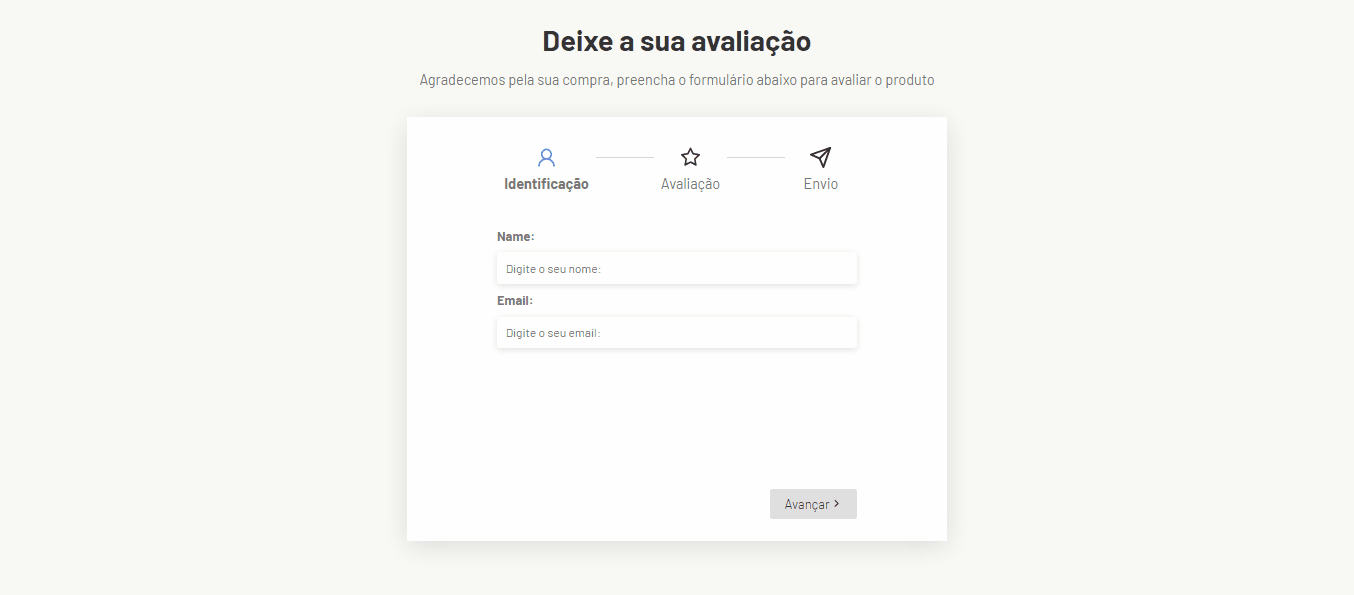 Deixe a sua avaliação
Agradecemos pela sua compra, preencha o formulário abaixo para avaliar o produto
Identificação Avaliação Envio
Name:
Digite o seu nome:
Email:
Digite o seu email:
Avançar